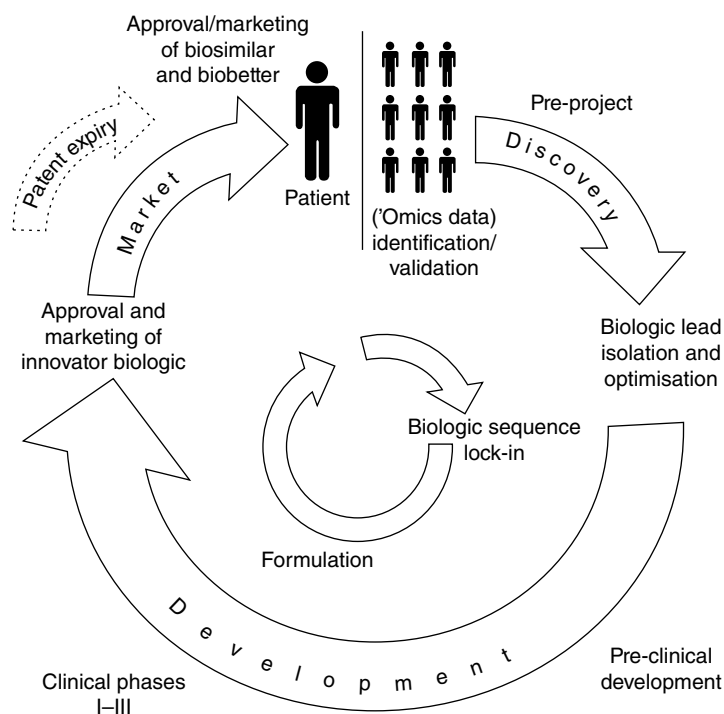 Approval/marketing
of biosimilar
and biobetter
Patent expiry
Market
Patient
('Omics data)
identification/
validation
Pre-project
Discovery
Approval and
marketing of
innovator biologic
Biologic lead
isolation and
optimisation
Biologic sequence
lock-in
Formulation
Development
Clinical phases
I–III
Pre-clinical
development